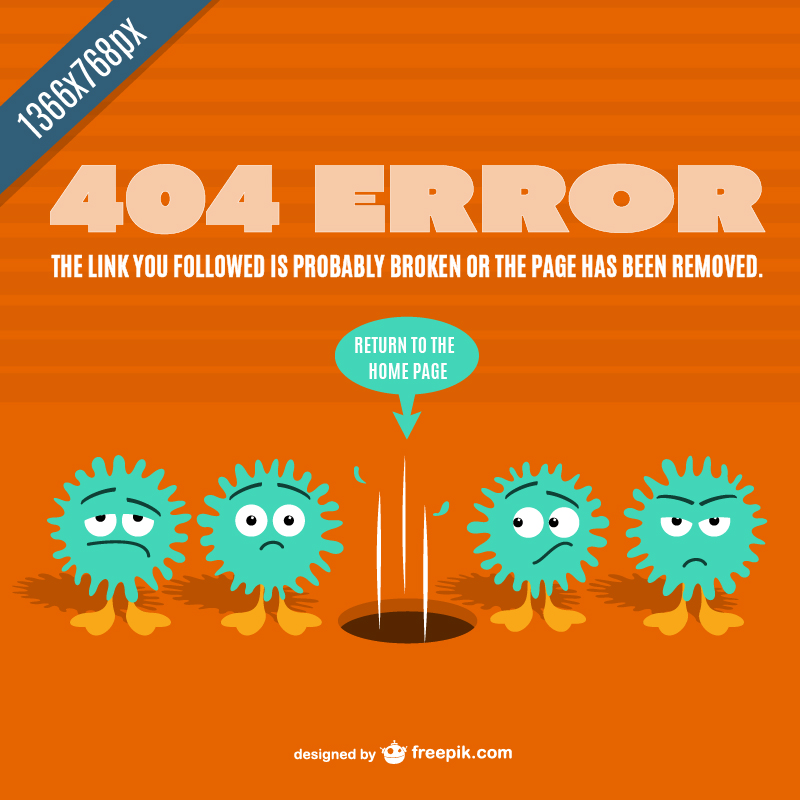 1366x768px
404 ERROR
THE LINK YOU FOLLOWED IS PROBABLY BROKEN OR THE PAGE HAS BEEN REMOVED.
RETURN TO THE
HOME PAGE
designed by freepik.com